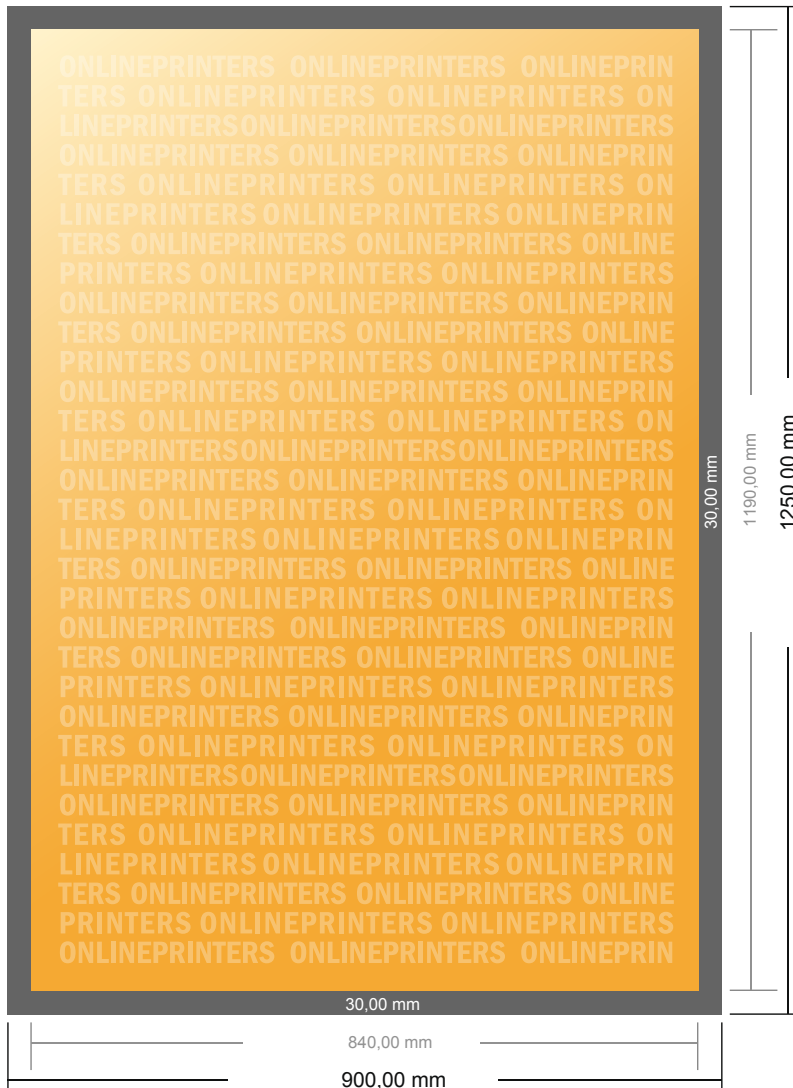 ONLINEPRINTERS ONLINEPRINTERS ONLINEPRIN
TERS ONLINEPRINTERS ONLINEPRINTERS ON
LINEPRINTERSONLINEPRINTERSONLINEPRINTERS
ONLINEPRINTERS ONLINEPRINTERS ONLINEPRIN
TERS ONLINEPRINTERS ONLINEPRINTERS ON
LINEPRINTERS ONLINEPRINTERS ONLINEPRIN
TERS ONLINEPRINTERS ONLINEPRINTERS ONLINE
PRINTERS ONLINEPRINTERS ONLINEPRINTERS
ONLINEPRINTERS ONLINEPRINTERS ONLINEPRIN
TERS ONLINEPRINTERS ONLINEPRINTERS ONLINE
PRINTERS ONLINEPRINTERS ONLINEPRINTERS
ONLINEPRINTERS ONLINEPRINTERS ONLINEPRIN
TERS ONLINEPRINTERS ONLINEPRINTERS ON
LINEPRINTERSONLINEPRINTERSONLINEPRINTERS
ONLINEPRINTERS ONLINEPRINTERS ONLINEPRIN
TERS ONLINEPRINTERS ONLINEPRINTERS ON
LINEPRINTERS ONLINEPRINTERS ONLINEPRIN
TERS ONLINEPRINTERS ONLINEPRINTERS ONLINE
PRINTERS ONLINEPRINTERS ONLINEPRINTERS
ONLINEPRINTERS ONLINEPRINTERS ONLINEPRIN
TERS ONLINEPRINTERS ONLINEPRINTERS ONLINE
PRINTERS ONLINEPRINTERS ONLINEPRINTERS
ONLINEPRINTERS ONLINEPRINTERS ONLINEPRIN
TERS ONLINEPRINTERS ONLINEPRINTERS ON
LINEPRINTERSONLINEPRINTERSONLINEPRINTERS
ONLINEPRINTERS ONLINEPRINTERS ONLINEPRIN
TERS ONLINEPRINTERS ONLINEPRINTERS ON
LINEPRINTERS ONLINEPRINTERS ONLINEPRIN
TERS ONLINEPRINTERS ONLINEPRINTERS ONLINE
PRINTERS ONLINEPRINTERS ONLINEPRINTERS
ONLINEPRINTERS ONLINEPRINTERS ONLINEPRIN
30,00 mm
1190,00 mm
1250,00 mm
30,00 mm
840,00 mm
900,00 mm